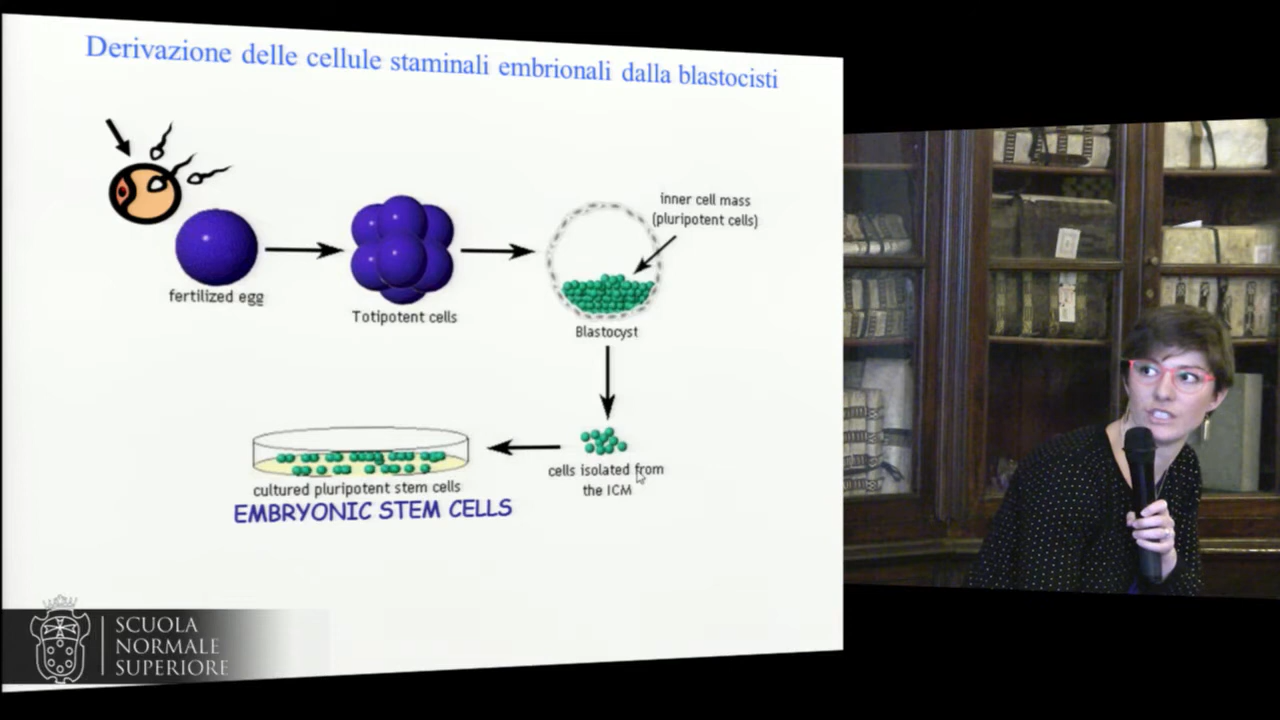 Derivazione delle cellule staminali embrionali dalla blastocisti
inner cell mass
(pluripotent cells)
fertilized egg
Totipotent cells
Blastocyst
cells isolated from
the ICM
cultured pluripotent stem cells
EMBRYONIC STEM CELLS
SCUOLA
NORMALE
SUPERIORE